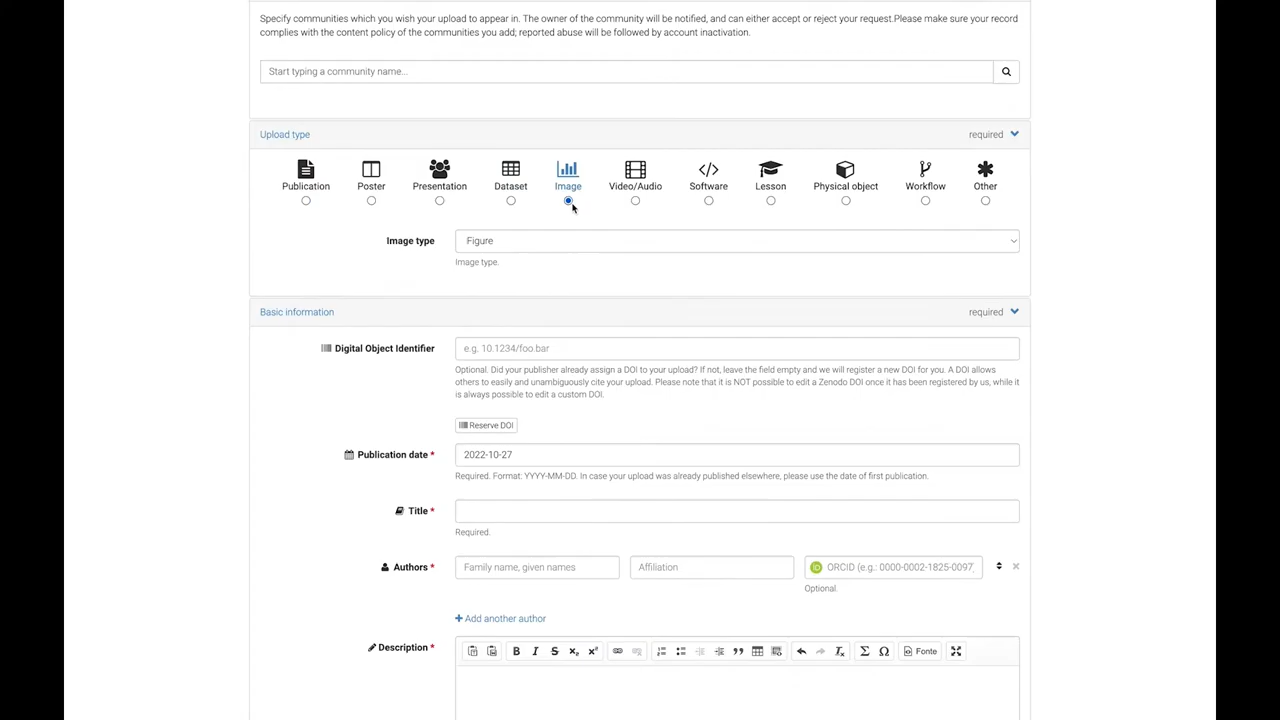 Specify communities which you wish your upload to appear in. The owner of the community will be notified, and can either accept or reject your request.Please make sure your record
complies with the content policy of the communities you add; reported abuse will be followed by account inactivation.
Start typing a community name...
Upload type required
Publication Poster Presentation Dataset Image Video/Audio Software Lesson Physical object Workflow Other
Image type Figure
Image type.
Basic information required
Digital Object Identifier e.g. 10.1234/foo.bar
Optional. Did your publisher already assign a DOI to your upload? If not, leave the field empty and we will register a new DOI for you. A DOI allows
others to easily and unambiguously cite your upload. Please note that it is NOT possible to edit a Zenodo DOI once it has been registered by us, while it
is always possible to edit a custom DOI.
Reserve DOI
Publication date * 2022-10-27
Required. Format: YYYY-MM-DD. In case your upload was already published elsewhere, please use the date of first publication.
Title *
Required.
Authors * Family name, given names Affiliation iD ORCID (e.g.: 0000-0002-1825-0097)
Optional.
+ Add another author
Description * B I S x₂ x² Tx Σ Ω Fonte